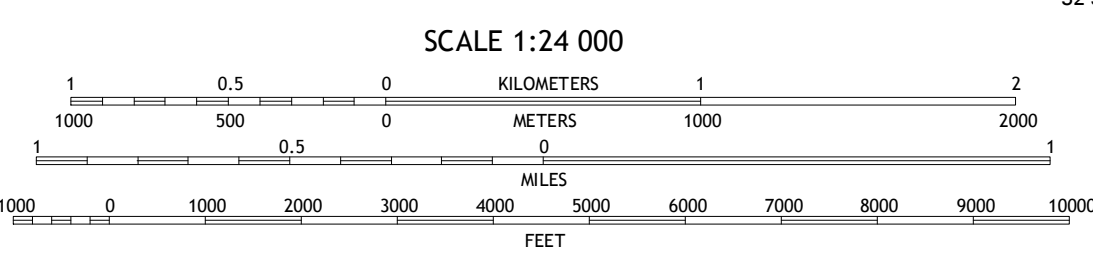 SCALE 1:24 000
1 0.5 0 KILOMETERS 1 2
1000 500 0 METERS 1000 2000
1 0.5 0 1
MILES
1000 0 1000 2000 3000 4000 5000 6000 7000 8000 9000 10000
FEET